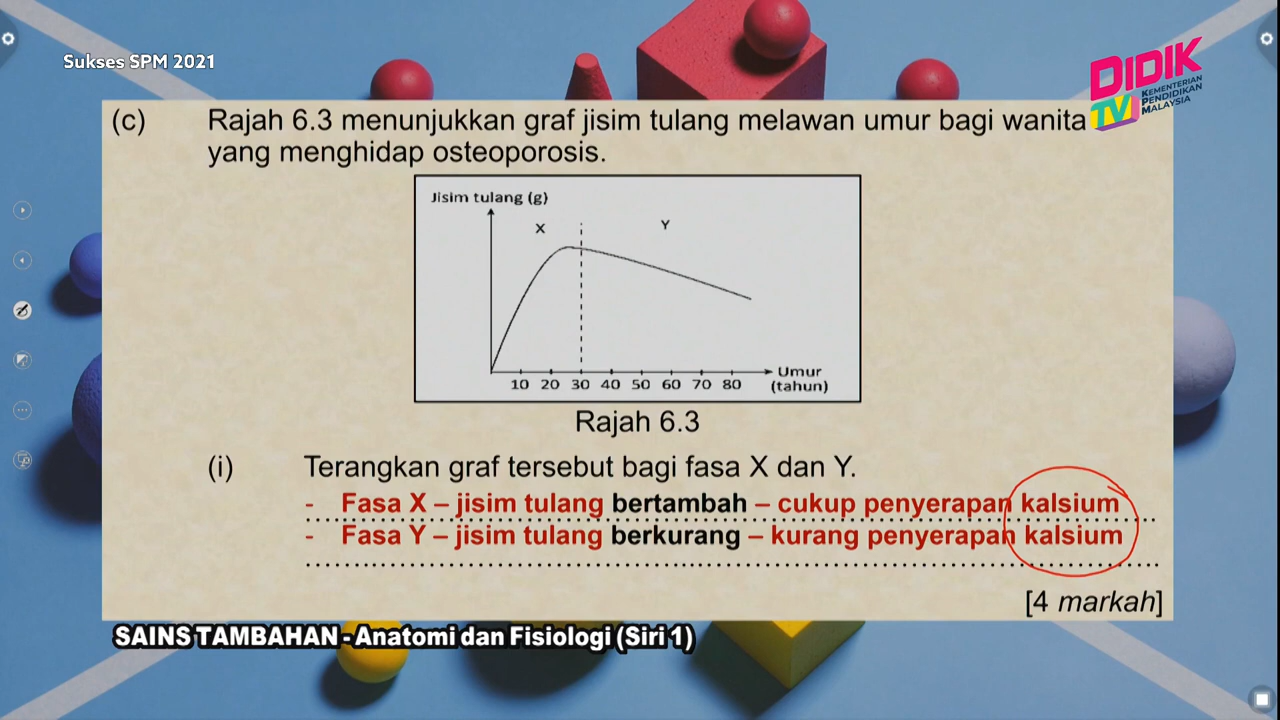 Sukses SPM 2021
DIDIK
TV
KEMENTERIAN
PENDIDIKAN
MALAYSIA
(c) Rajah 6.3 menunjukkan graf jisim tulang melawan umur bagi wanita
yang menghidap osteoporosis.
Jisim tulang (g)
X Y
10 20 30 40 50 60 70 80
Umur
(tahun)
Rajah 6.3
(i) Terangkan graf tersebut bagi fasa X dan Y.
- Fasa X – jisim tulang bertambah – cukup penyerapan kalsium
- Fasa Y – jisim tulang berkurang – kurang penyerapan kalsium
[4 markah]
SAINS TAMBAHAN - Anatomi dan Fisiologi (Siri 1)